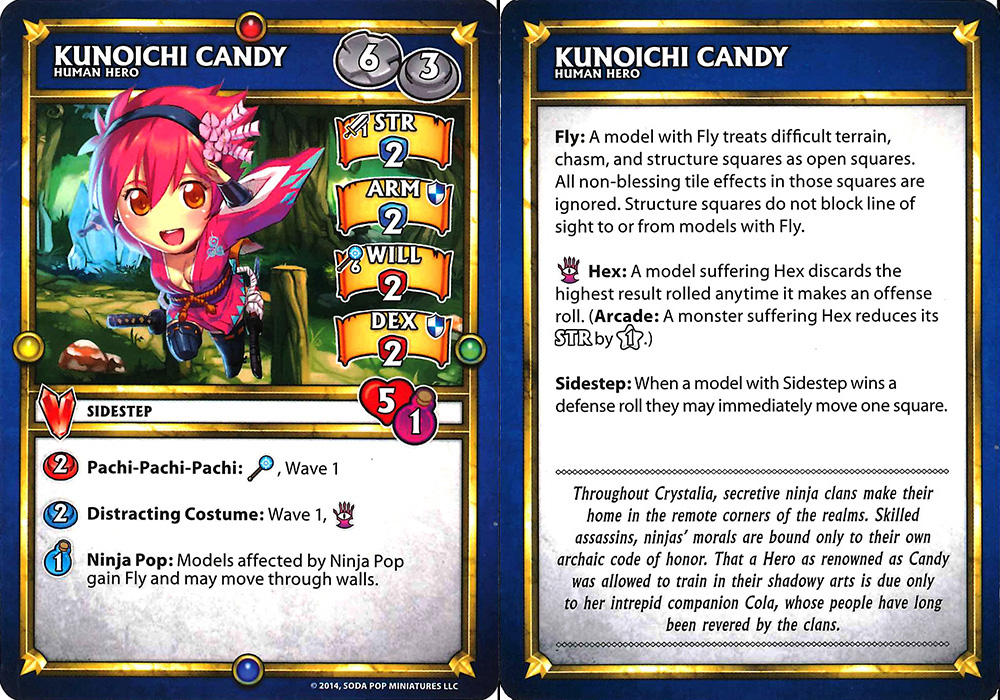 KUNOICHI CANDY
HUMAN HERO
6
3
STR
1
2
ARM
2
WILL
6
2
DEX
2
SIDESTEP
5
1
2 Pachi-Pachi-Pachi: , Wave 1
2 Distracting Costume: Wave 1,
1 Ninja Pop: Models affected by Ninja Pop
gain Fly and may move through walls.
© 2014, SODA POP MINIATURES LLC
KUNOICHI CANDY
HUMAN HERO
Fly: A model with Fly treats difficult terrain,
chasm, and structure squares as open squares.
All non-blessing tile effects in those squares are
ignored. Structure squares do not block line of
sight to or from models with Fly.
Hex: A model suffering Hex discards the
highest result rolled anytime it makes an offense
roll. (Arcade: A monster suffering Hex reduces its
STR by 1.)
Sidestep: When a model with Sidestep wins a
defense roll they may immediately move one square.
Throughout Crystalia, secretive ninja clans make their
home in the remote corners of the realms. Skilled
assassins, ninjas' morals are bound only to their own
archaic code of honor. That a Hero as renowned as Candy
was allowed to train in their shadowy arts is due only
to her intrepid companion Cola, whose people have long
been revered by the clans.